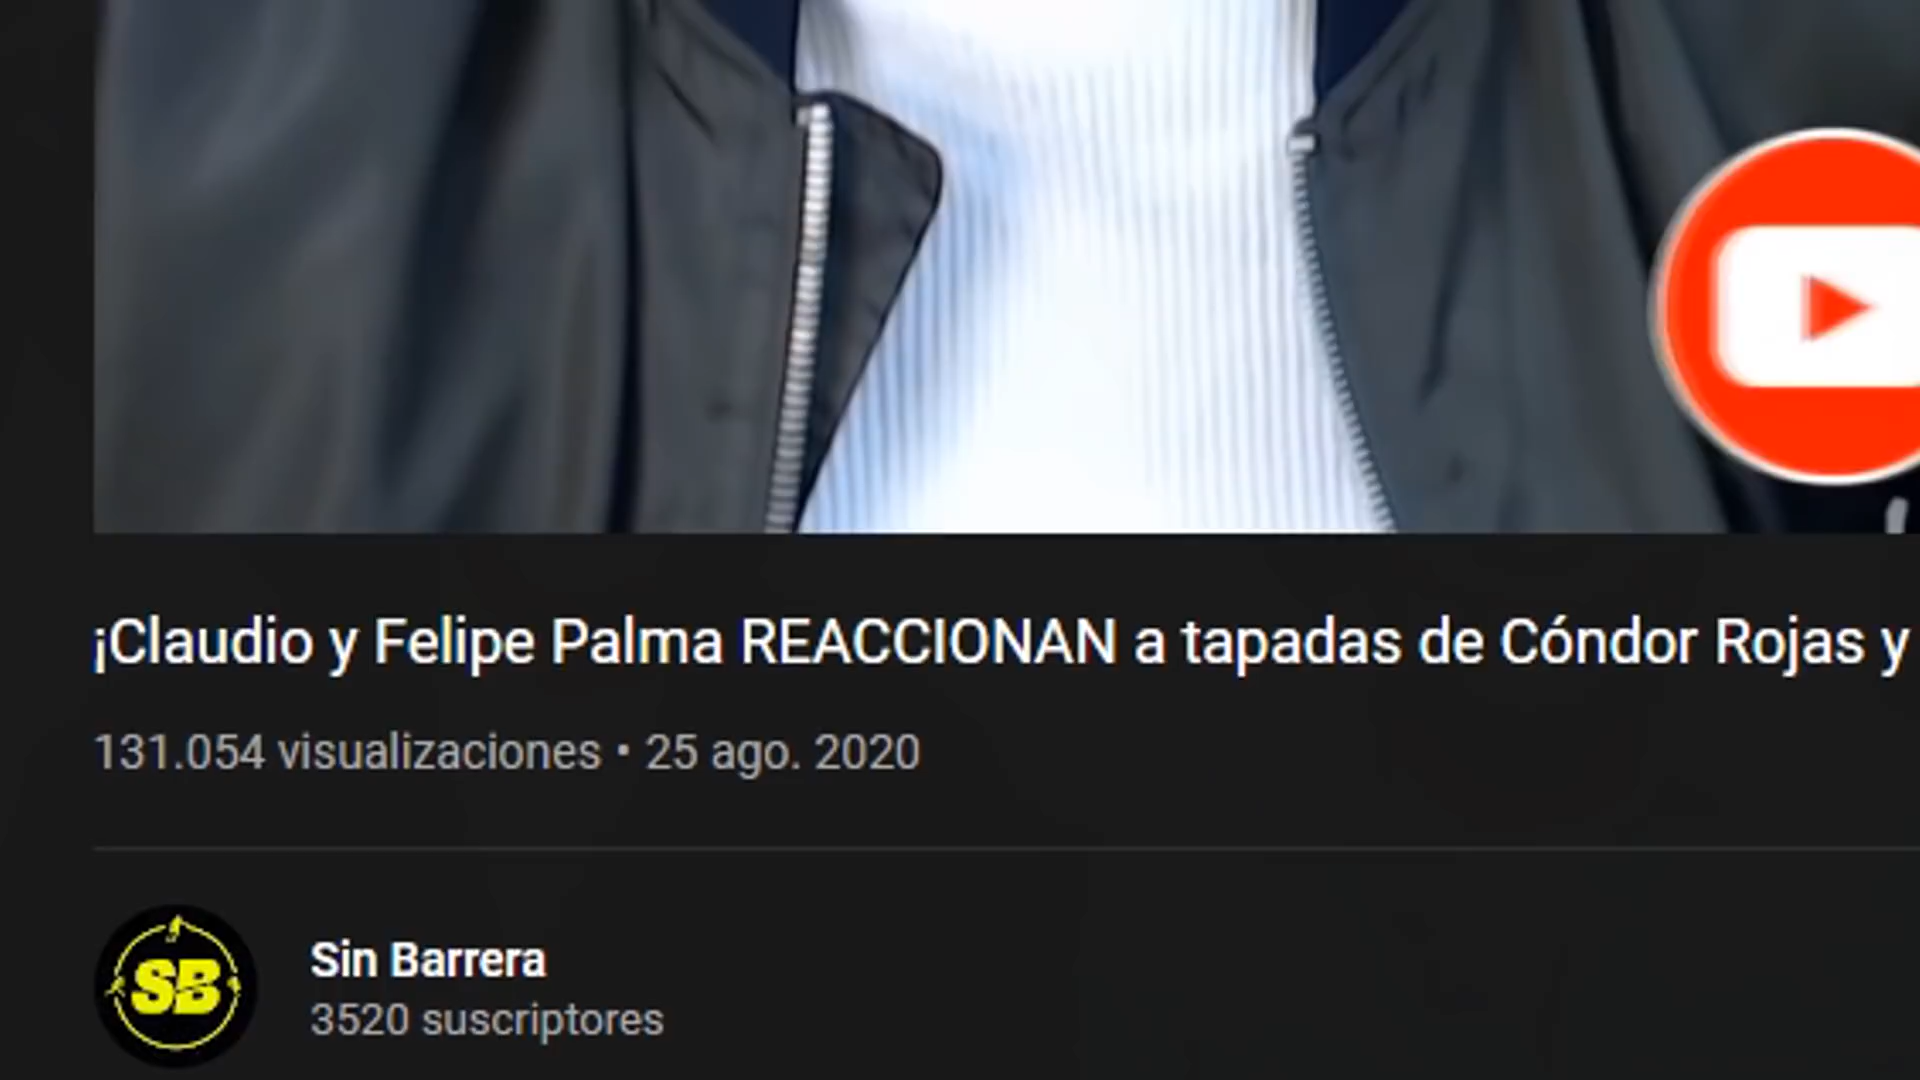 ¡Claudio y Felipe Palma REACCIONAN a tapadas de Cóndor Rojas y
131.054 visualizaciones • 25 ago. 2020
SB
Sin Barrera
3520 suscriptores